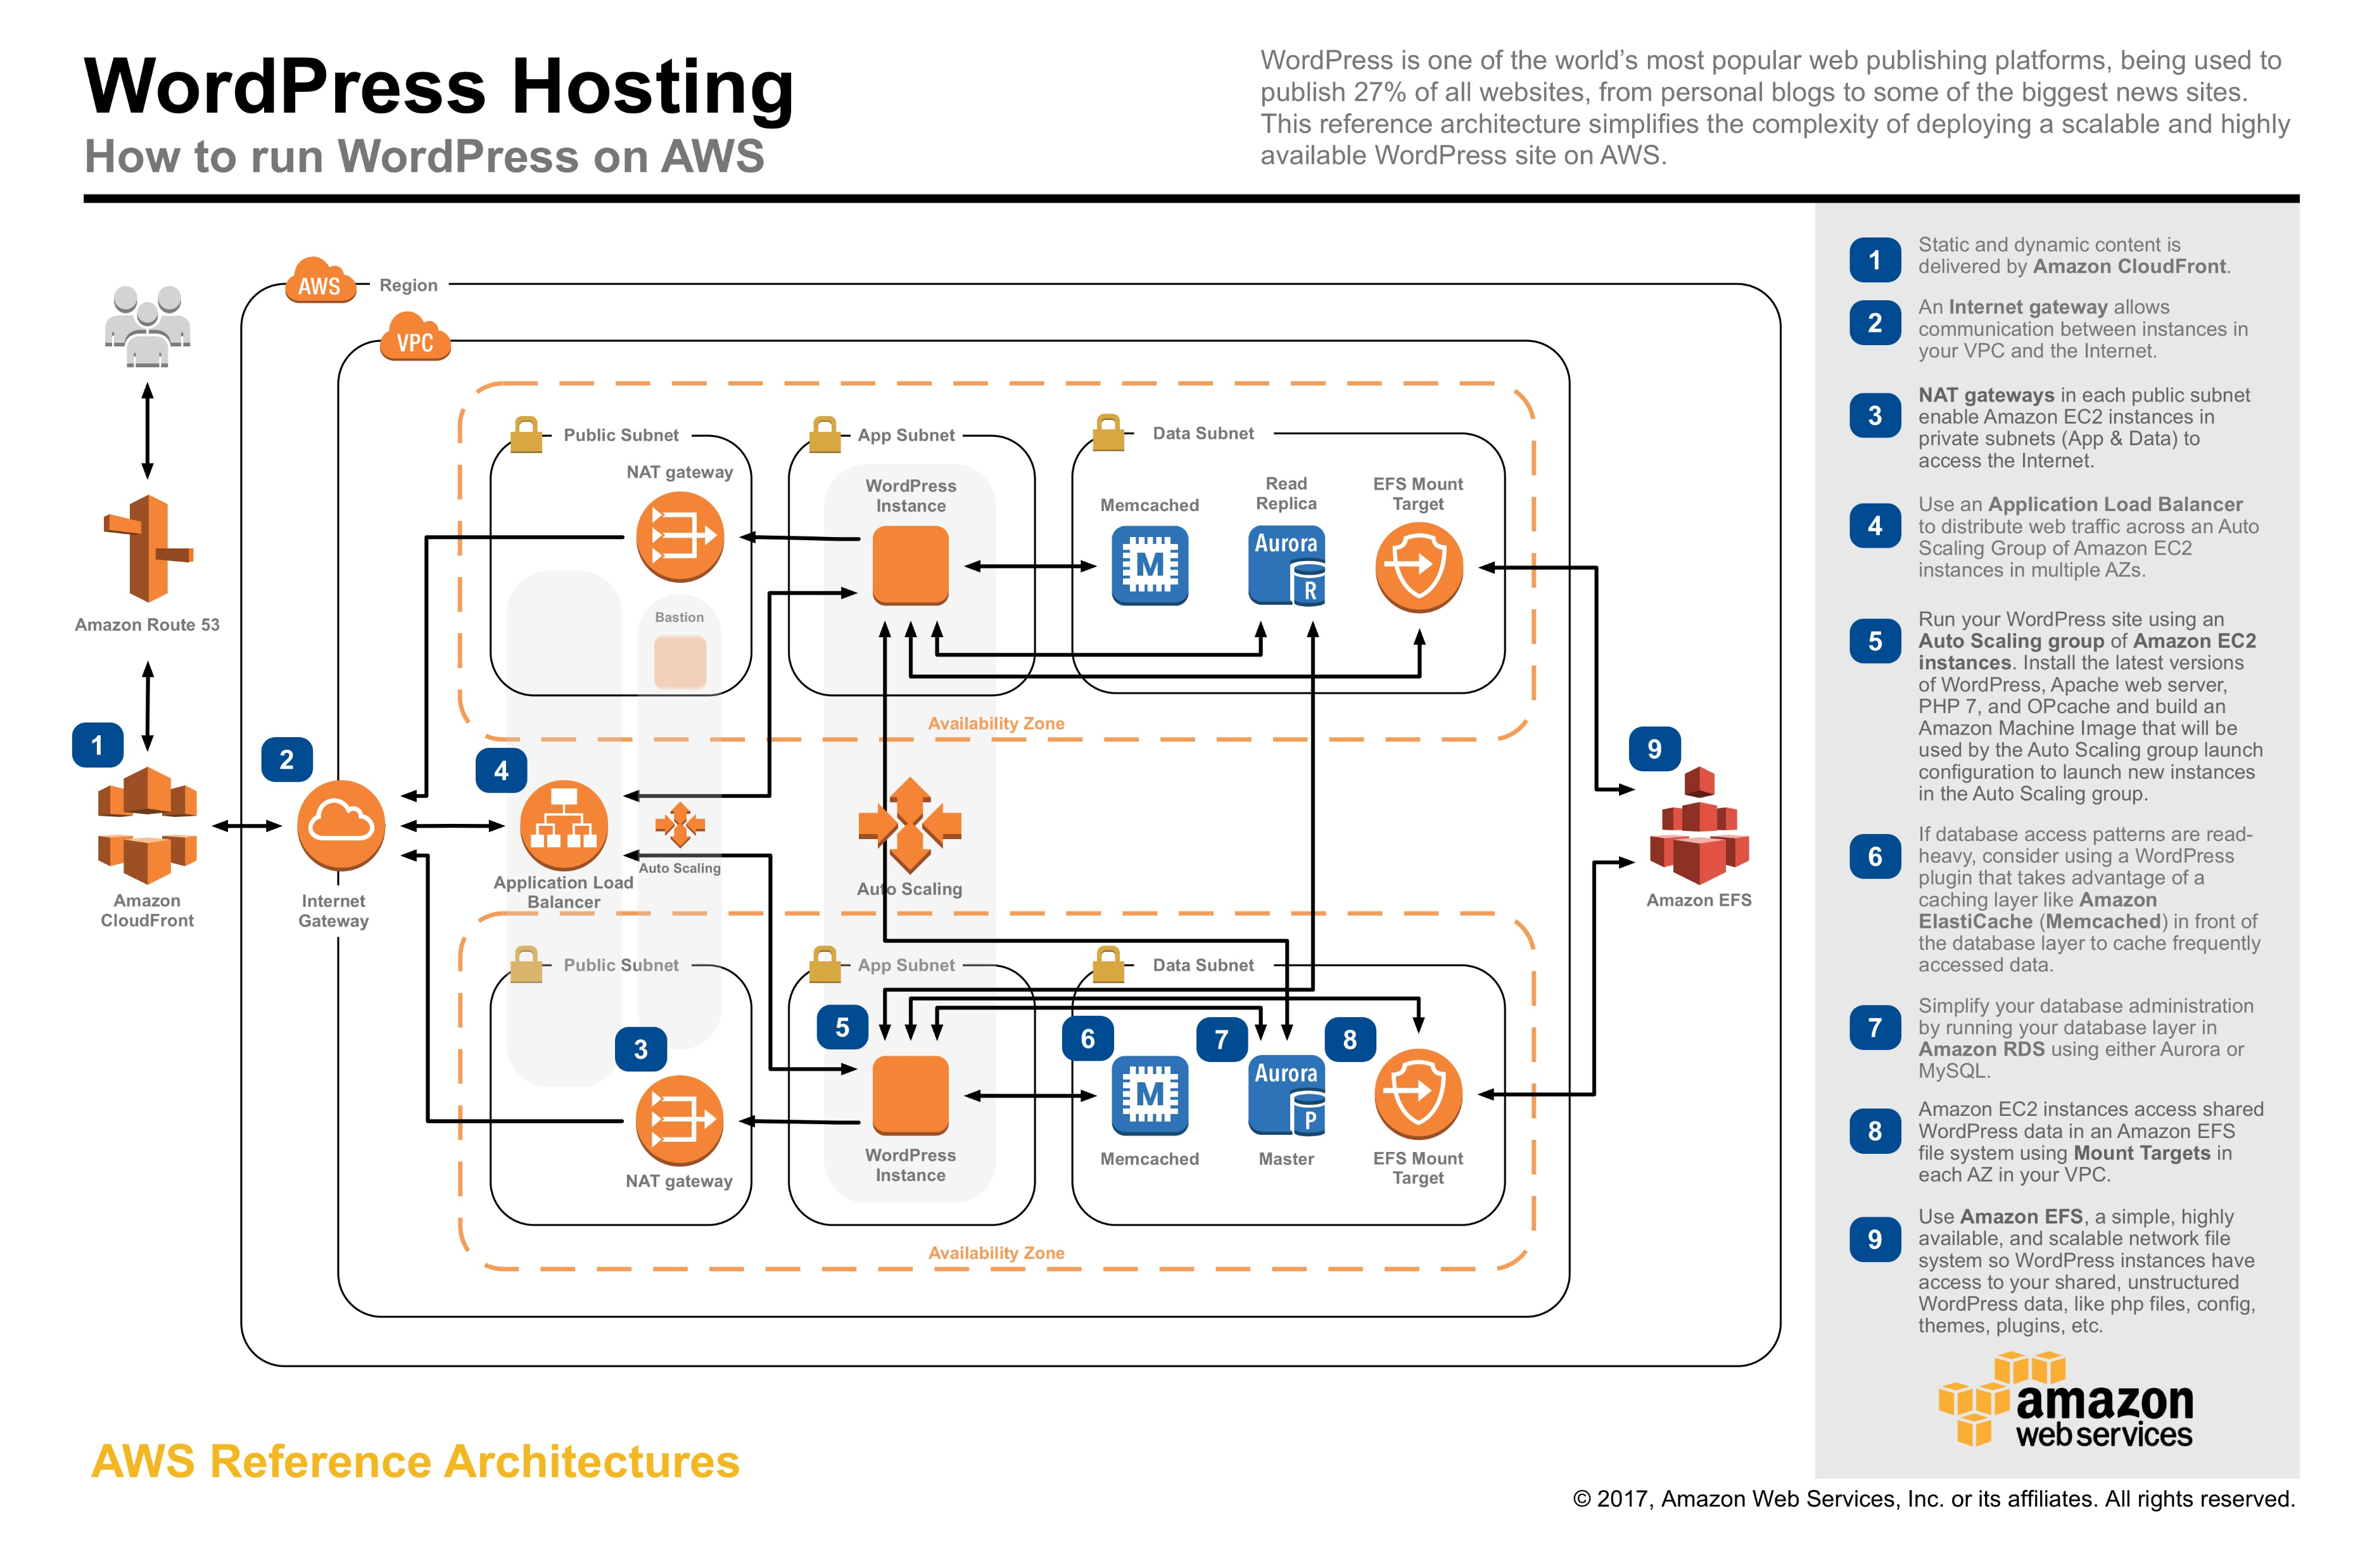 WordPress Hosting
How to run WordPress on AWS
WordPress is one of the world’s most popular web publishing platforms, being used to
publish 27% of all websites, from personal blogs to some of the biggest news sites.
This reference architecture simplifies the complexity of deploying a scalable and highly
available WordPress site on AWS.
AWS
Region
VPC
Public Subnet
App Subnet
Data Subnet
NAT gateway
WordPress
Instance
Memcached
Read
Replica
EFS Mount
Target
M
Aurora
R
Bastion
Amazon Route 53
Availability Zone
1
2
4
9
Auto Scaling
Application Load
Balancer
Auto Scaling
Amazon
CloudFront
Internet
Gateway
Amazon EFS
Public Subnet
App Subnet
Data Subnet
3
5
6
7
8
M
Aurora
P
WordPress
Instance
Memcached
Master
EFS Mount
Target
NAT gateway
Availability Zone
1
Static and dynamic content is
delivered by Amazon CloudFront.
2
An Internet gateway allows
communication between instances in
your VPC and the Internet.
3
NAT gateways in each public subnet
enable Amazon EC2 instances in
private subnets (App & Data) to
access the Internet.
4
Use an Application Load Balancer
to distribute web traffic across an Auto
Scaling Group of Amazon EC2
instances in multiple AZs.
5
Run your WordPress site using an
Auto Scaling group of Amazon EC2
instances. Install the latest versions
of WordPress, Apache web server,
PHP 7, and OPcache and build an
Amazon Machine Image that will be
used by the Auto Scaling group launch
configuration to launch new instances
in the Auto Scaling group.
6
If database access patterns are read-
heavy, consider using a WordPress
plugin that takes advantage of a
caching layer like Amazon
ElastiCache (Memcached) in front of
the database layer to cache frequently
accessed data.
7
Simplify your database administration
by running your database layer in
Amazon RDS using either Aurora or
MySQL.
8
Amazon EC2 instances access shared
WordPress data in an Amazon EFS
file system using Mount Targets in
each AZ in your VPC.
9
Use Amazon EFS, a simple, highly
available, and scalable network file
system so WordPress instances have
access to your shared, unstructured
WordPress data, like php files, config,
themes, plugins, etc.
amazon
web services
AWS Reference Architectures
© 2017, Amazon Web Services, Inc. or its affiliates. All rights reserved.